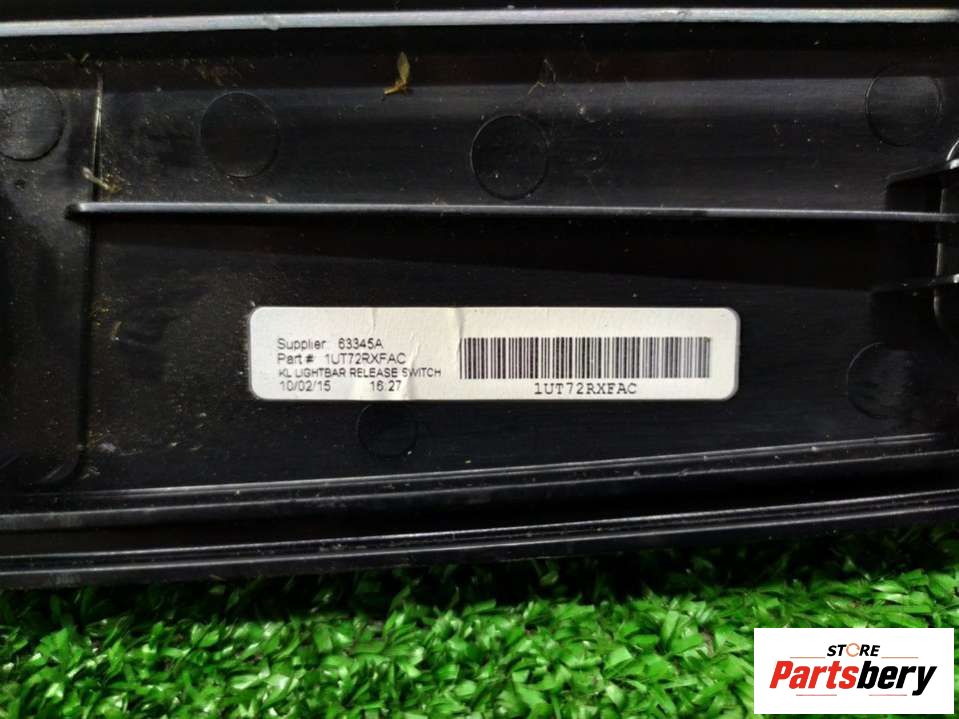 Supplier: 63345A
Part # 1UT72RXFAC
KL LIGHTBAR RELEASE SWITCH
10/02/15 16:27
1UT72RXFAC
STORE
Partsbery